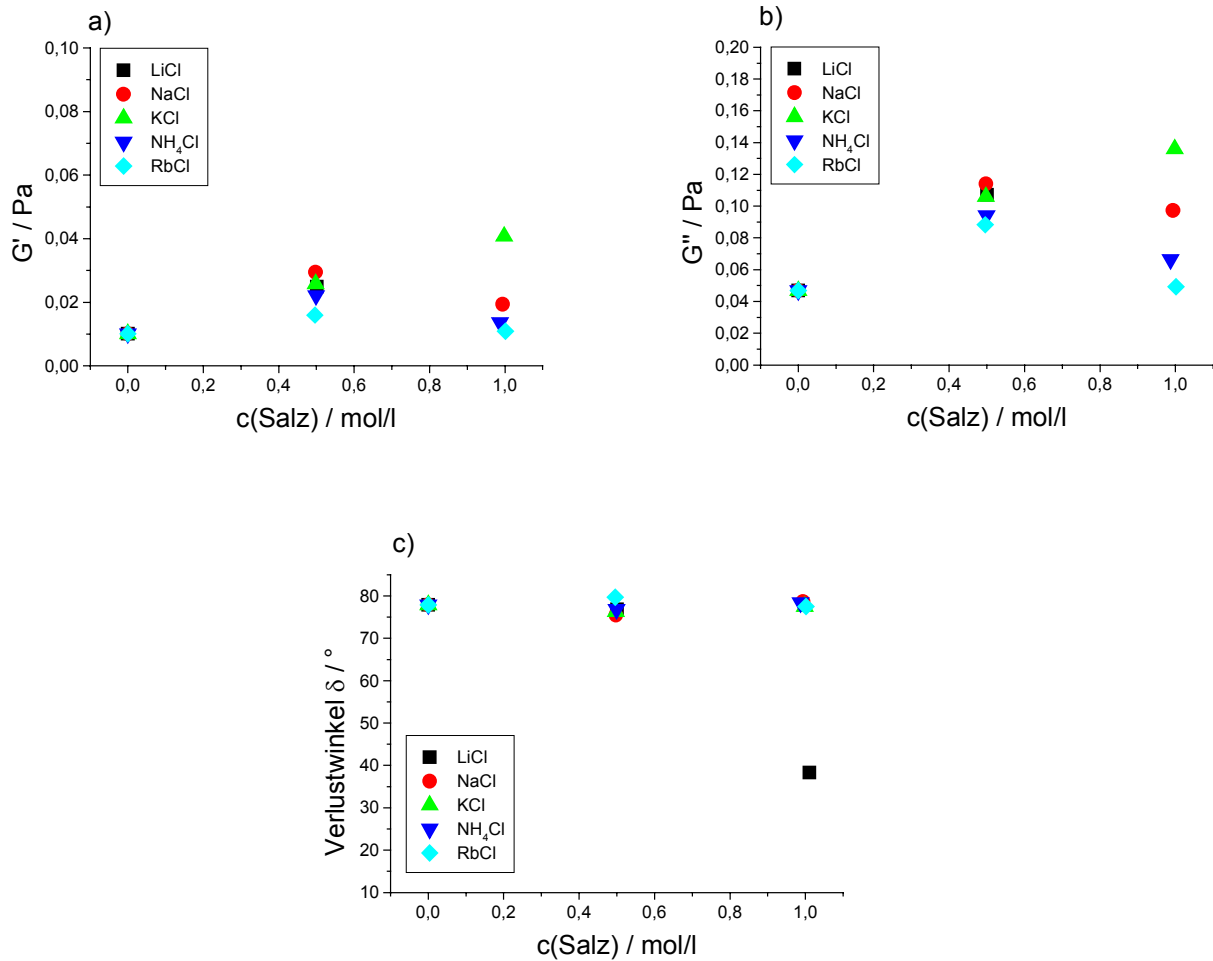 a)
G' / Pa
0,10
0,08
0,06
0,04
0,02
0,00
LiCl
NaCl
KCl
NH₄Cl
RbCl
0,0 0,2 0,4 0,6 0,8 1,0
c(Salz) / mol/l
b)
G'' / Pa
0,20
0,18
0,16
0,14
0,12
0,10
0,08
0,06
0,04
0,02
0,00
LiCl
NaCl
KCl
NH₄Cl
RbCl
0,0 0,2 0,4 0,6 0,8 1,0
c(Salz) / mol/l
c)
Verlustwinkel δ / °
80
70
60
50
40
30
20
10
LiCl
NaCl
KCl
NH₄Cl
RbCl
0,0 0,2 0,4 0,6 0,8 1,0
c(Salz) / mol/l